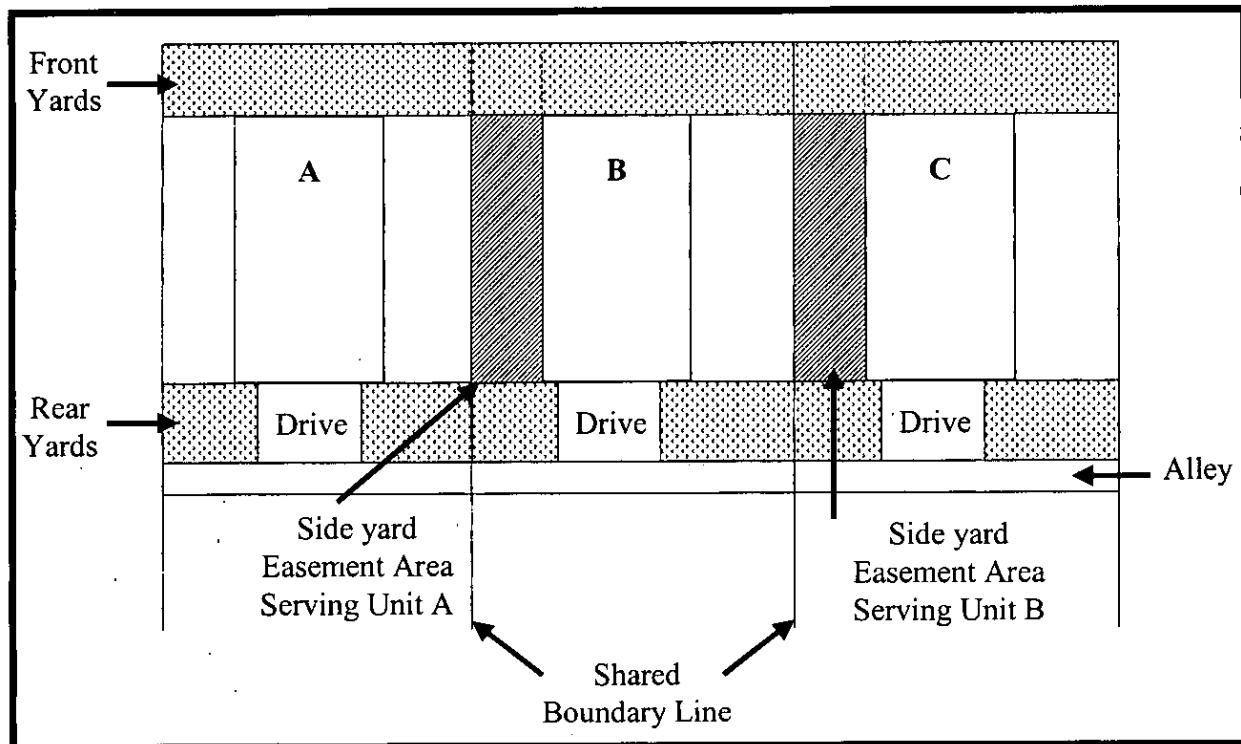 Front
Yards
A
B
C
Rear
Yards
Drive
Drive
Drive
Alley
Side yard
Easement Area
Serving Unit A
Side yard
Easement Area
Serving Unit B
Shared
Boundary Line